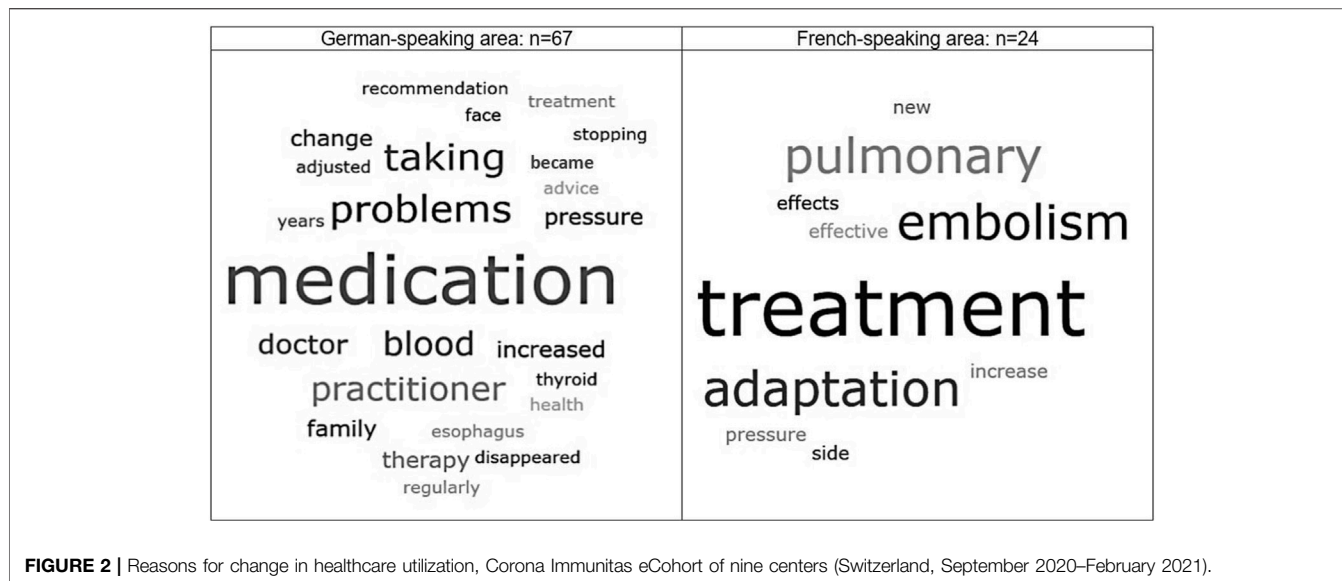 German-speaking area: n=67
recommendation
treatment
face
change
stopping
adjusted
taking
became
advice
years
problems
pressure
medication
doctor
blood
increased
practitioner
thyroid
health
family
esophagus
therapy
disappeared
regularly
French-speaking area: n=24
new
pulmonary
effects
effective
embolism
treatment
adaptation
increase
pressure
side
FIGURE 2 | Reasons for change in healthcare utilization, Corona Immunitas eCohort of nine centers (Switzerland, September 2020–February 2021).